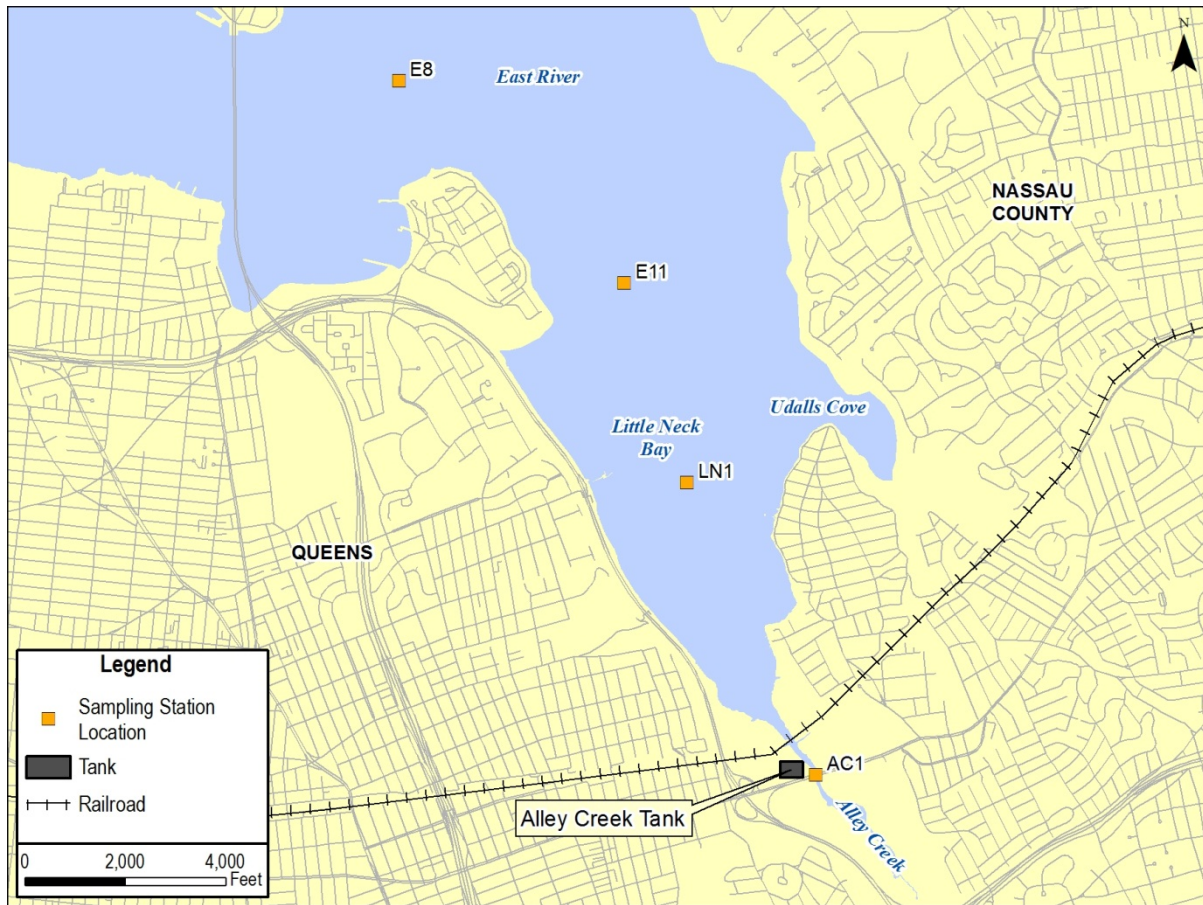 N
E8
East River
NASSAU
COUNTY
E11
Udalls Cove
Little Neck
Bay
LN1
QUEENS
AC1
Alley Creek Tank
Alley Creek
Legend
Sampling Station
Location
Tank
Railroad
0 2,000 4,000
Feet